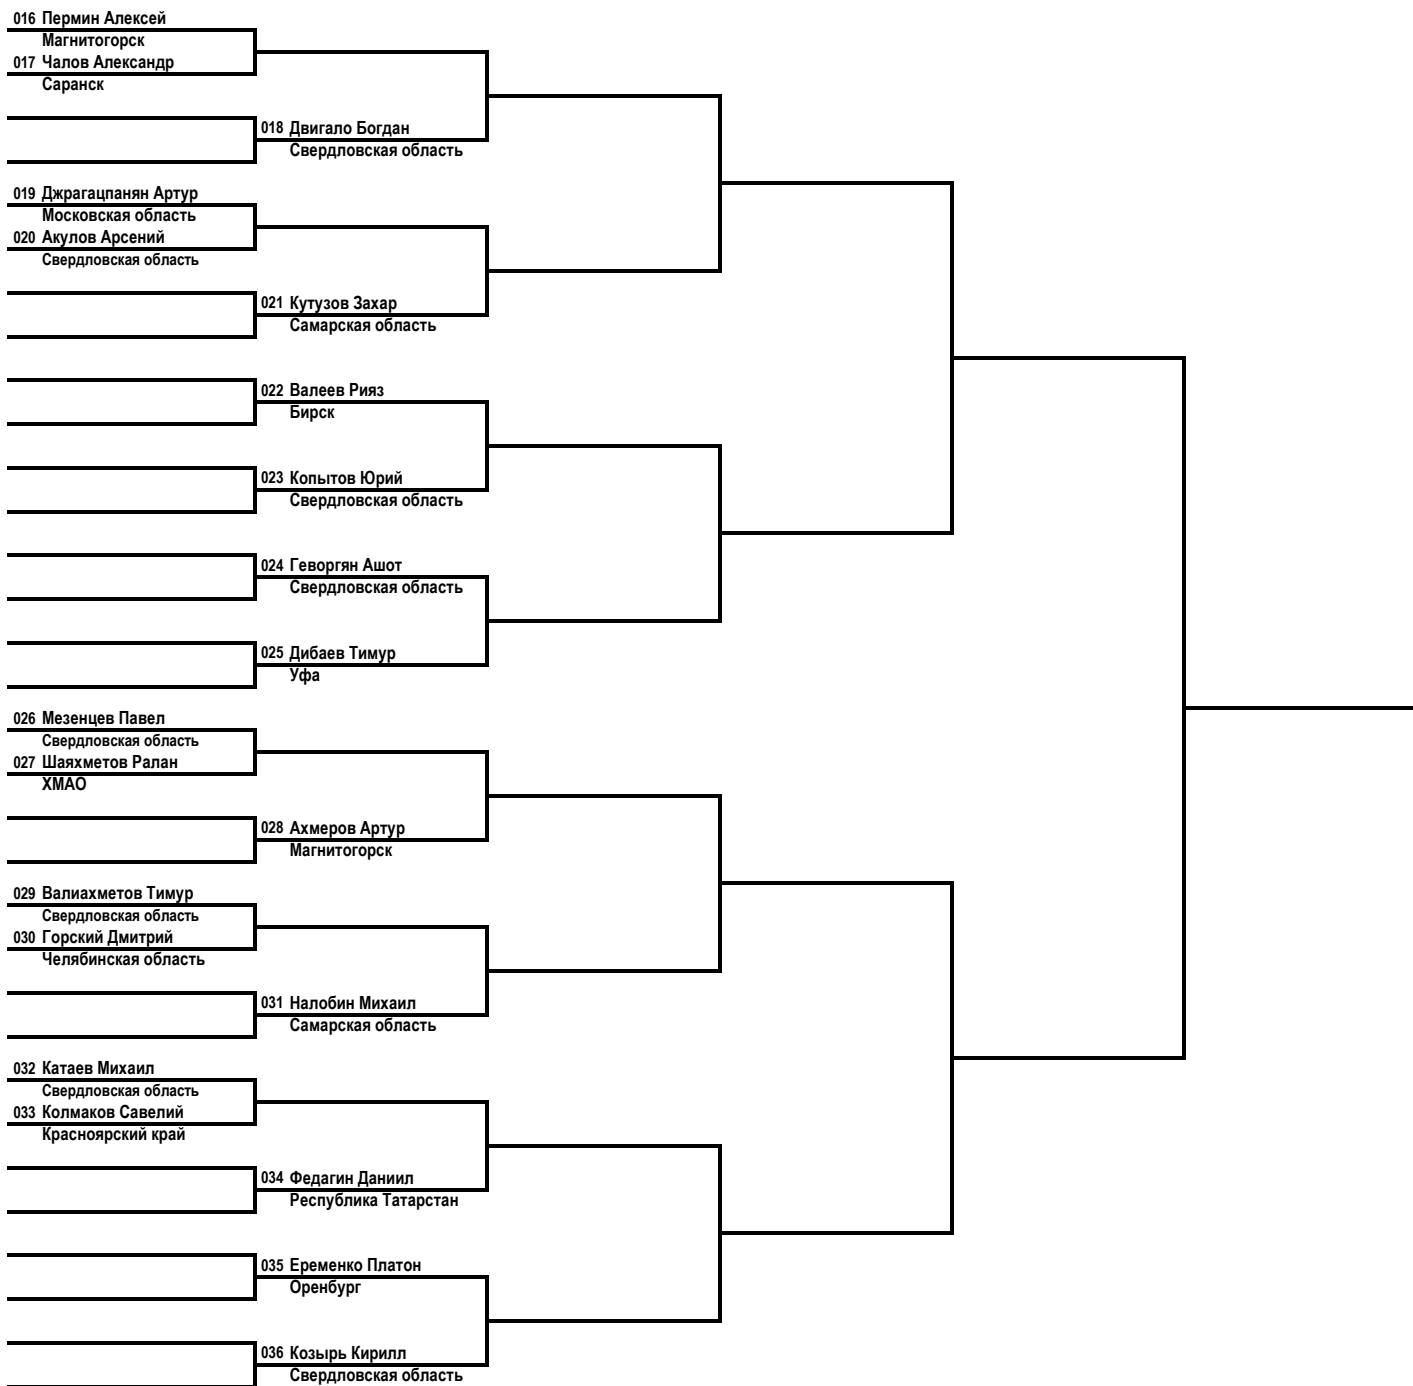 016 Пермин Алексей
Магнитогорск
017 Чалов Александр
Саранск
018 Двигало Богдан
Свердловская область
019 Джрагацпанян Артур
Московская область
020 Акулов Арсений
Свердловская область
021 Кутузов Захар
Самарская область
022 Валеев Рияз
Бирск
023 Копытов Юрий
Свердловская область
024 Геворгян Ашот
Свердловская область
025 Дибаев Тимур
Уфа
026 Мезенцев Павел
Свердловская область
027 Шаяхметов Ралан
ХМАО
028 Ахмеров Артур
Магнитогорск
029 Валиахметов Тимур
Свердловская область
030 Горский Дмитрий
Челябинская область
031 Налобин Михаил
Самарская область
032 Катаев Михаил
Свердловская область
033 Колмаков Савелий
Красноярский край
034 Федагин Даниил
Республика Татарстан
035 Еременко Платон
Оренбург
036 Козырь Кирилл
Свердловская область